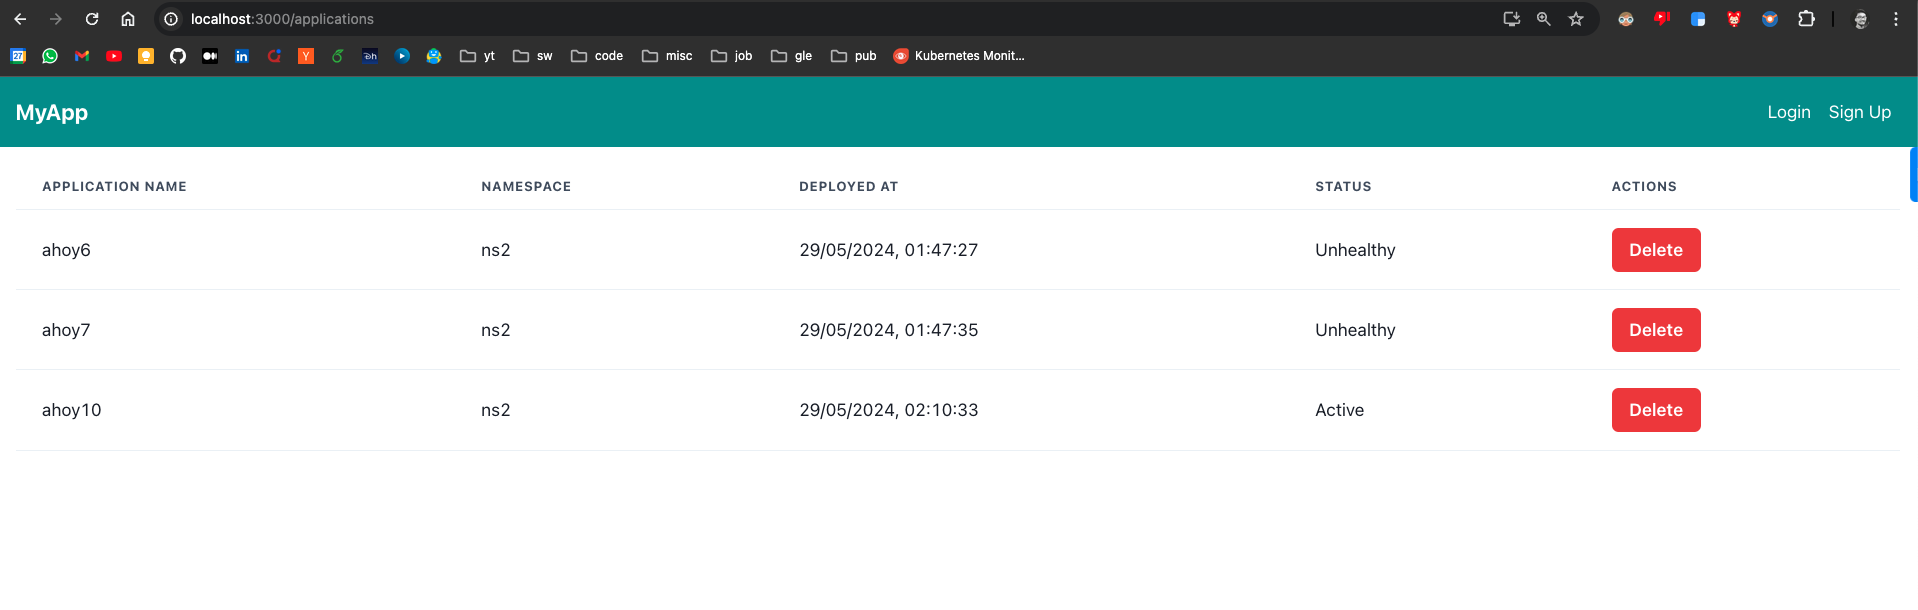 localhost:3000/applications
27 yt sw code misc job gle pub Kubernetes Monit...
MyApp Login Sign Up
APPLICATION NAME NAMESPACE DEPLOYED AT STATUS ACTIONS
ahoy6 ns2 29/05/2024, 01:47:27 Unhealthy Delete
ahoy7 ns2 29/05/2024, 01:47:35 Unhealthy Delete
ahoy10 ns2 29/05/2024, 02:10:33 Active Delete